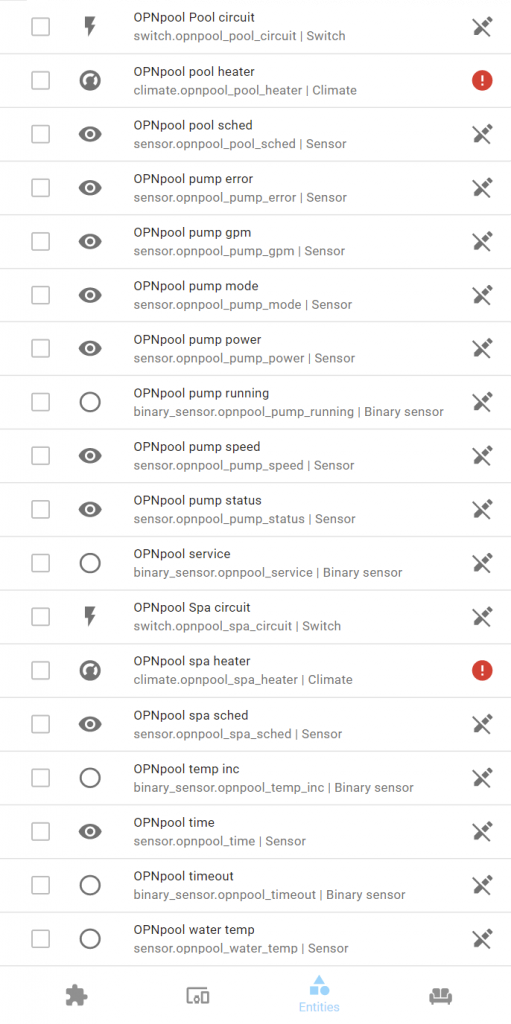 OPNpool Pool circuit
switch.opnpool_pool_circuit | Switch
OPNpool pool heater
climate.opnpool_pool_heater | Climate
OPNpool pool sched
sensor.opnpool_pool_sched | Sensor
OPNpool pump error
sensor.opnpool_pump_error | Sensor
OPNpool pump gpm
sensor.opnpool_pump_gpm | Sensor
OPNpool pump mode
sensor.opnpool_pump_mode | Sensor
OPNpool pump power
sensor.opnpool_pump_power | Sensor
OPNpool pump running
binary_sensor.opnpool_pump_running | Binary sensor
OPNpool pump speed
sensor.opnpool_pump_speed | Sensor
OPNpool pump status
sensor.opnpool_pump_status | Sensor
OPNpool service
binary_sensor.opnpool_service | Binary sensor
OPNpool Spa circuit
switch.opnpool_spa_circuit | Switch
OPNpool spa heater
climate.opnpool_spa_heater | Climate
OPNpool spa sched
sensor.opnpool_spa_sched | Sensor
OPNpool temp inc
binary_sensor.opnpool_temp_inc | Binary sensor
OPNpool time
sensor.opnpool_time | Sensor
OPNpool timeout
binary_sensor.opnpool_timeout | Binary sensor
OPNpool water temp
sensor.opnpool_water_temp | Sensor
Entities